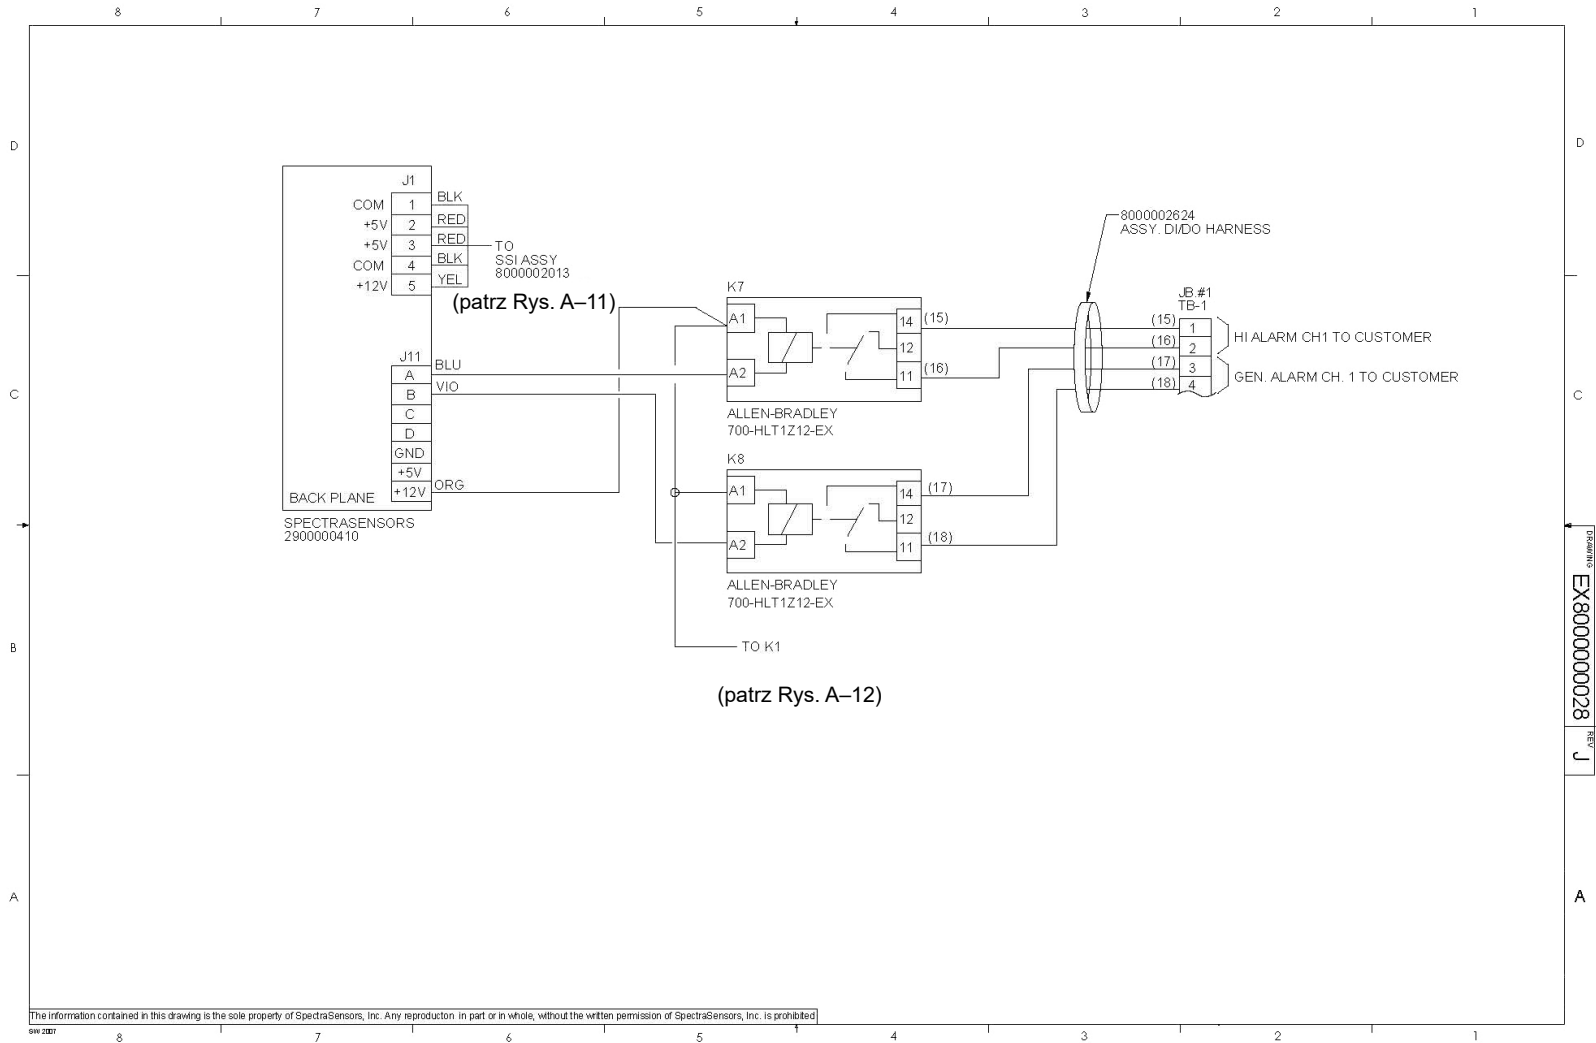 8 7 6 5 4 3 2 1
D
D
J1
COM 1 BLK
+5V 2 RED
+5V 3 RED
COM 4 BLK
+12V 5 YEL
TO
SSI ASSY
8000002013
(patrz Rys. A–11)
8000002624
ASSY. DI/DO HARNESS
K7
A1
A2
14 (15)
12
11 (16)
ALLEN-BRADLEY
700-HLT1Z12-EX
JB.#1
TB-1
(15) 1
(16) 2
(17) 3
(18) 4
HI ALARM CH1 TO CUSTOMER
GEN. ALARM CH. 1 TO CUSTOMER
C
C
J11
A BLU
B VIO
C
D
GND
+5V
+12V ORG
BACK PLANE
SPECTRASENSORS
2900000410
K8
A1
A2
14 (17)
12
11 (18)
ALLEN-BRADLEY
700-HLT1Z12-EX
TO K1
(patrz Rys. A–12)
B
DRAWING
EX8000000028
REV
J
A
A
The information contained in this drawing is the sole property of SpectraSensors, Inc. Any reproducton in part or in whole, without the written permission of SpectraSensors, Inc. is prohibited
SW 2007
8 7 6 5 4 3 2 1